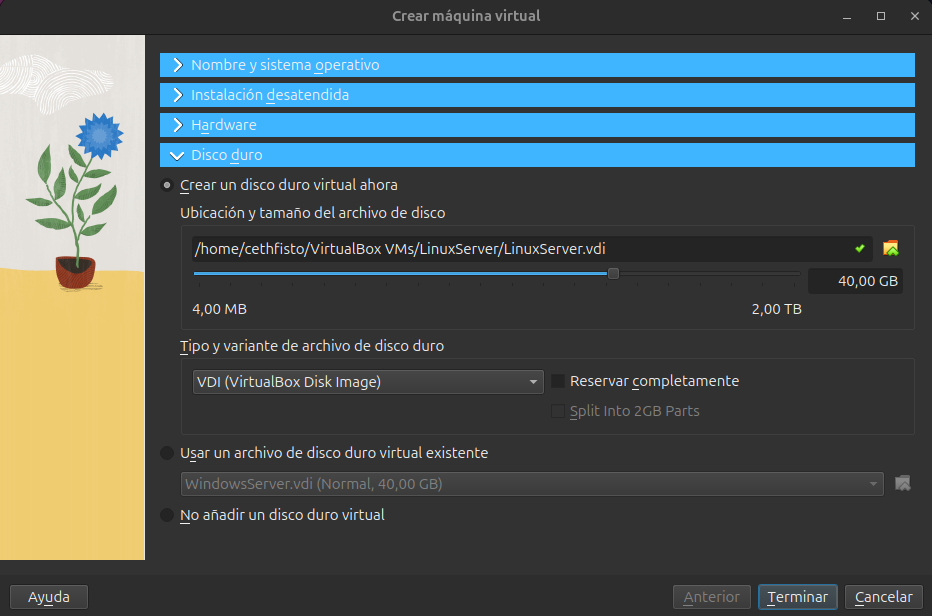 Crear máquina virtual
Nombre y sistema operativo
Instalación desatendida
Hardware
Disco duro
Crear un disco duro virtual ahora
Ubicación y tamaño del archivo de disco
/home/cethfisto/VirtualBox VMs/LinuxServer/LinuxServer.vdi
40,00 GB
4,00 MB 2,00 TB
Tipo y variante de archivo de disco duro
VDI (VirtualBox Disk Image) Reservar completamente
Split Into 2GB Parts
Usar un archivo de disco duro virtual existente
WindowsServer.vdi (Normal, 40,00 GB)
No añadir un disco duro virtual
Ayuda Anterior Terminar Cancelar